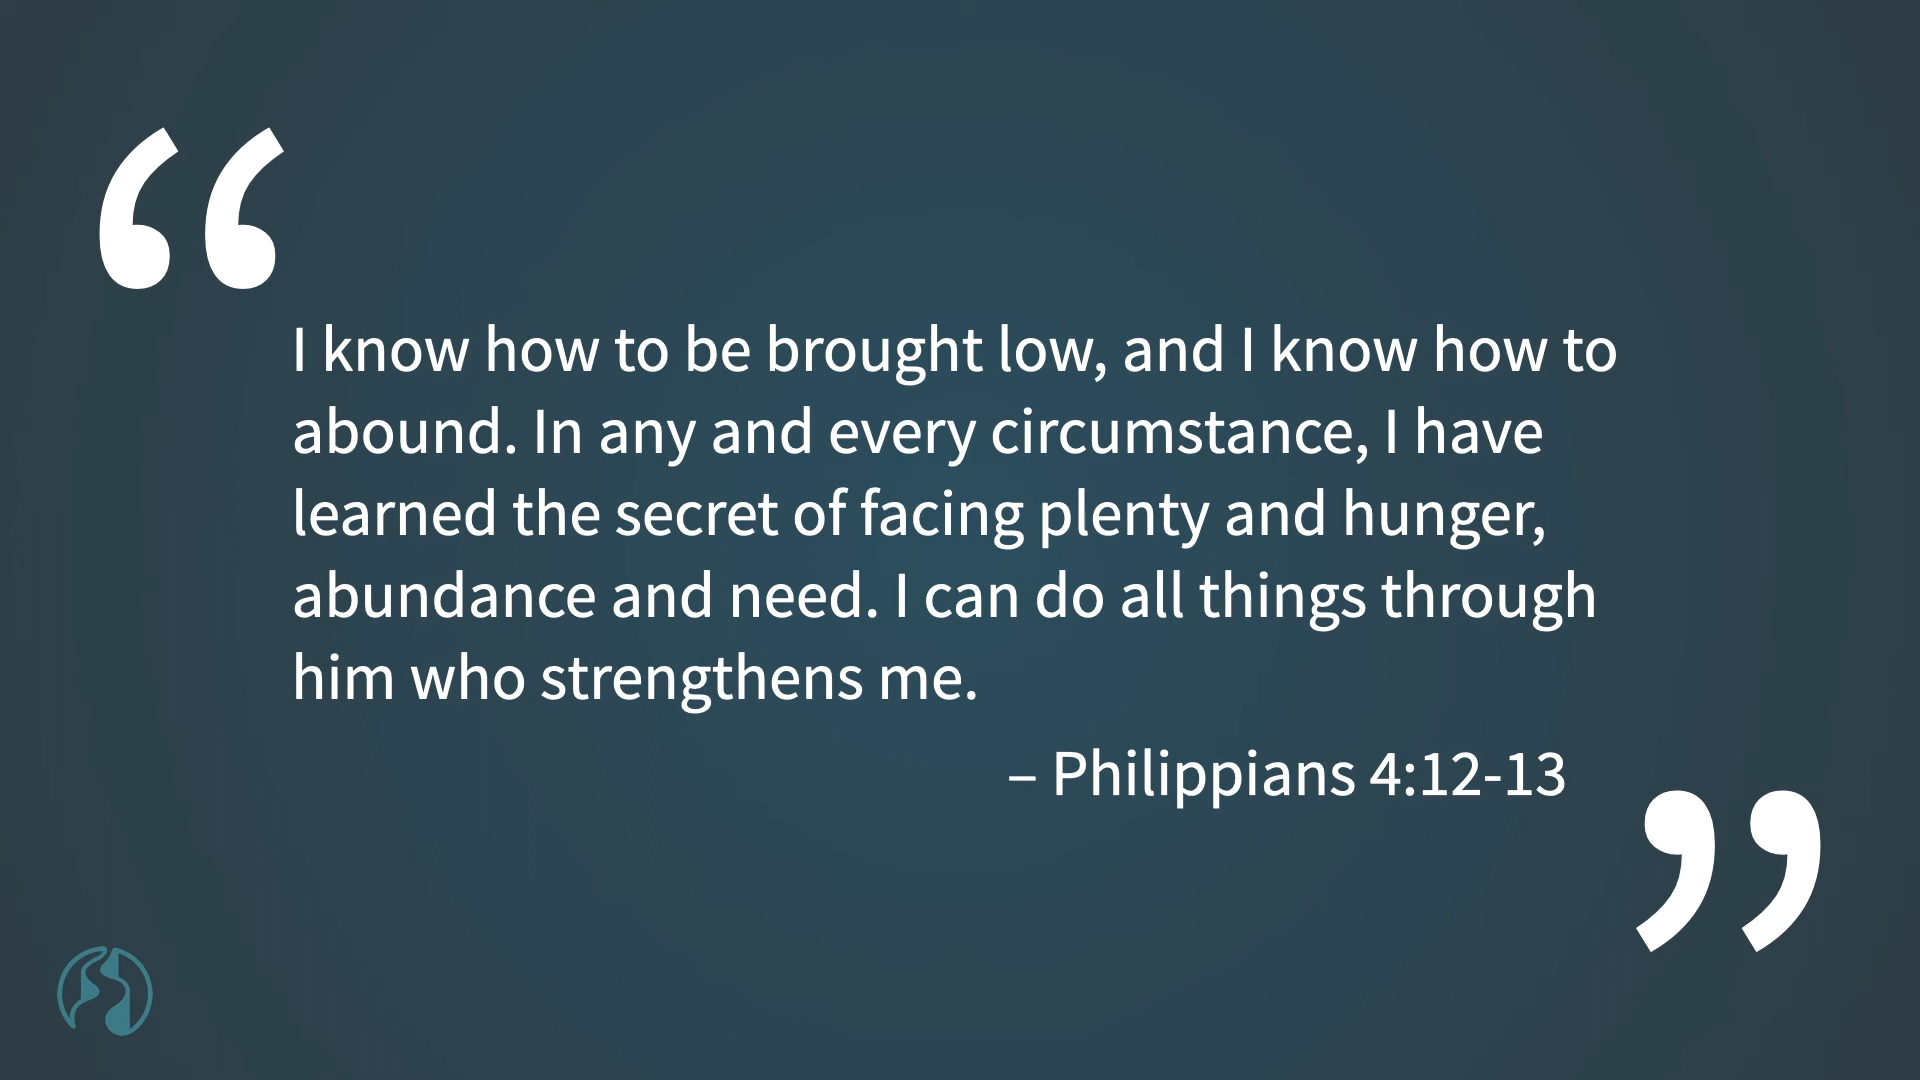 “
I know how to be brought low, and I know how to
abound. In any and every circumstance, I have
learned the secret of facing plenty and hunger,
abundance and need. I can do all things through
him who strengthens me.
– Philippians 4:12-13
”